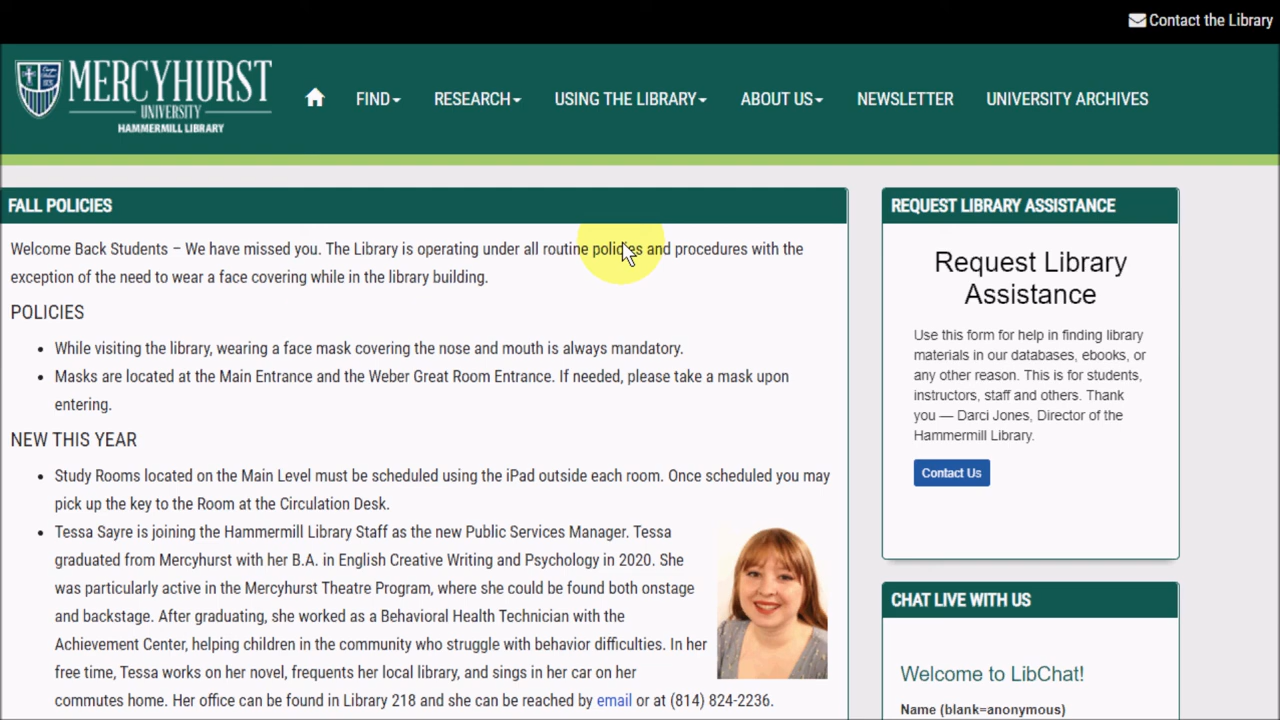 Contact the Library
MERCYHURST
UNIVERSITY
HAMMERMILL LIBRARY
FIND
RESEARCH
USING THE LIBRARY
ABOUT US
NEWSLETTER
UNIVERSITY ARCHIVES
FALL POLICIES
Welcome Back Students – We have missed you. The Library is operating under all routine policies and procedures with the
exception of the need to wear a face covering while in the library building.
POLICIES
While visiting the library, wearing a face mask covering the nose and mouth is always mandatory.
Masks are located at the Main Entrance and the Weber Great Room Entrance. If needed, please take a mask upon
entering.
NEW THIS YEAR
Study Rooms located on the Main Level must be scheduled using the iPad outside each room. Once scheduled you may
pick up the key to the Room at the Circulation Desk.
Tessa Sayre is joining the Hammermill Library Staff as the new Public Services Manager. Tessa
graduated from Mercyhurst with her B.A. in English Creative Writing and Psychology in 2020. She
was particularly active in the Mercyhurst Theatre Program, where she could be found both onstage
and backstage. After graduating, she worked as a Behavioral Health Technician with the
Achievement Center, helping children in the community who struggle with behavior difficulties. In her
free time, Tessa works on her novel, frequents her local library, and sings in her car on her
commutes home. Her office can be found in Library 218 and she can be reached by email or at (814) 824-2236.
REQUEST LIBRARY ASSISTANCE
Request Library
Assistance
Use this form for help in finding library
materials in our databases, ebooks, or
any other reason. This is for students,
instructors, staff and others. Thank
you — Darci Jones, Director of the
Hammermill Library.
Contact Us
CHAT LIVE WITH US
Welcome to LibChat!
Name (blank=anonymous)